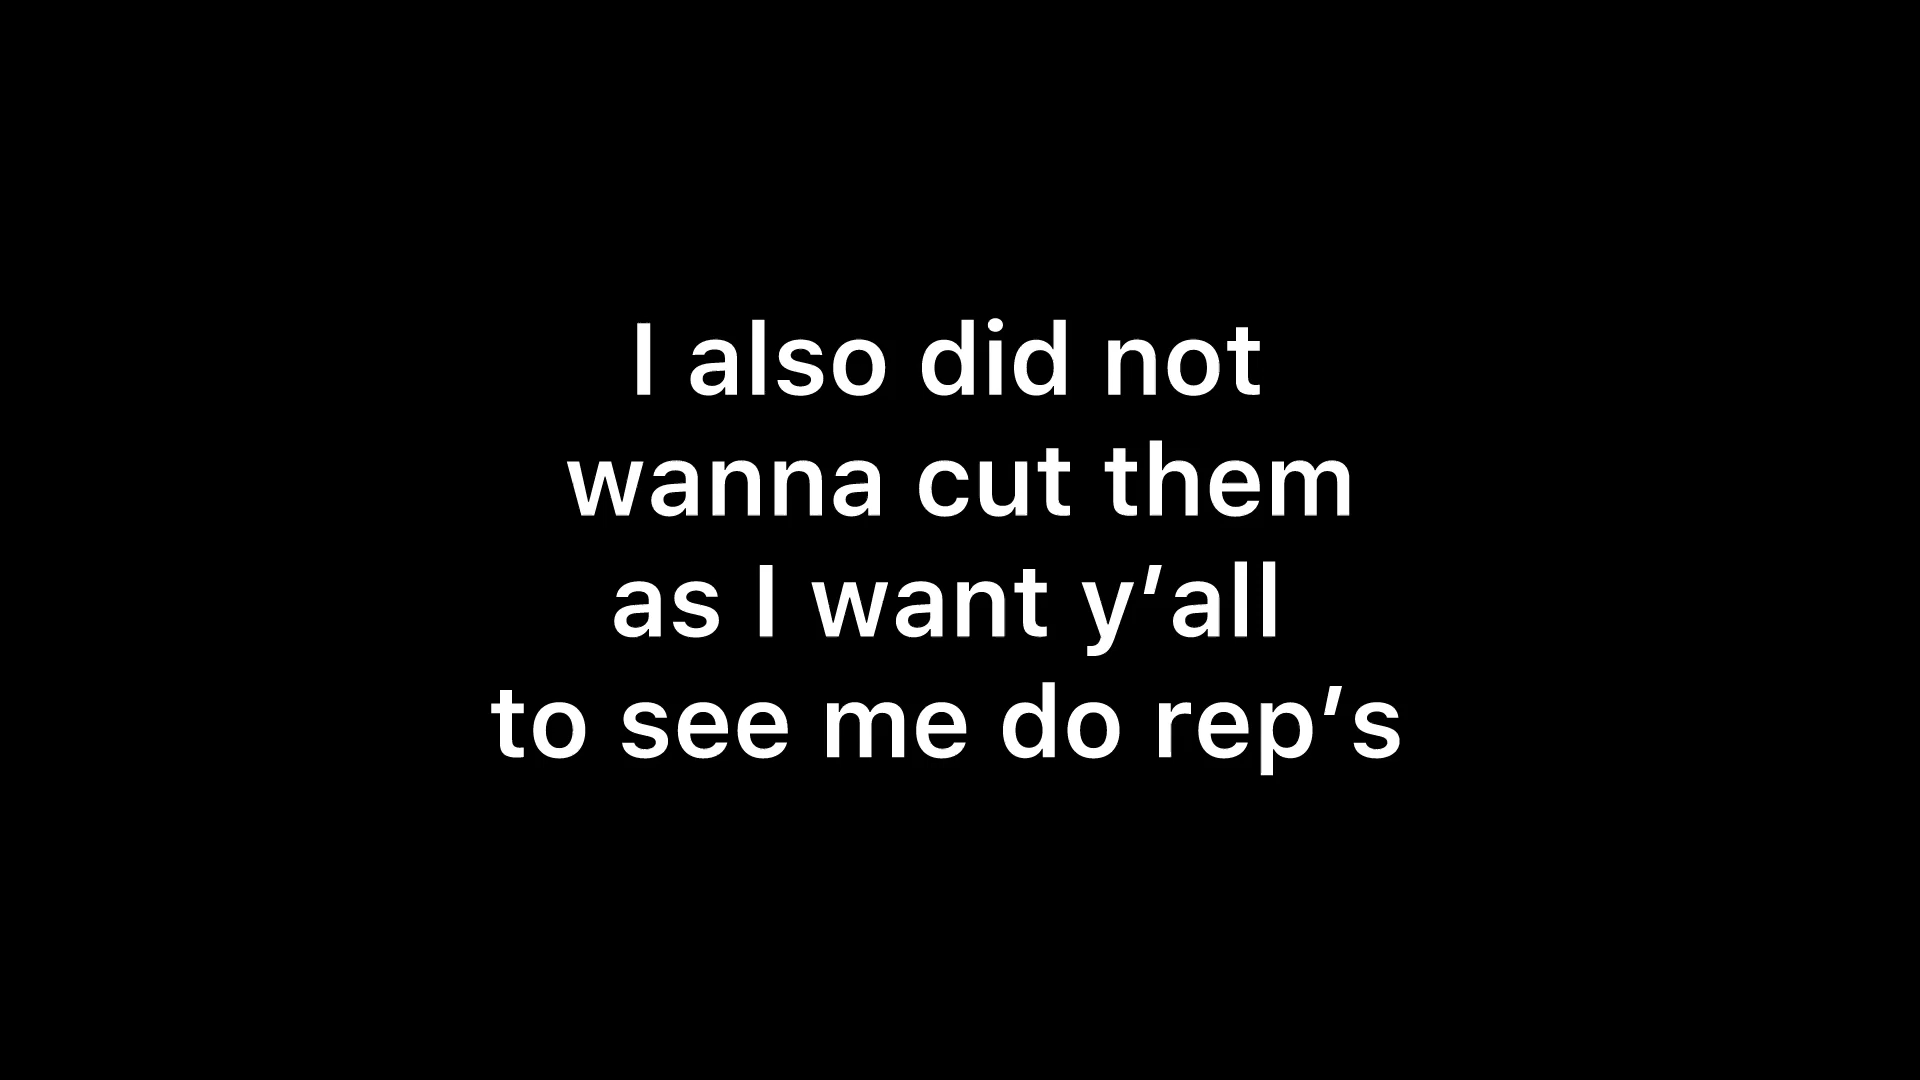 I also did not
wanna cut them
as I want y’all
to see me do rep’s